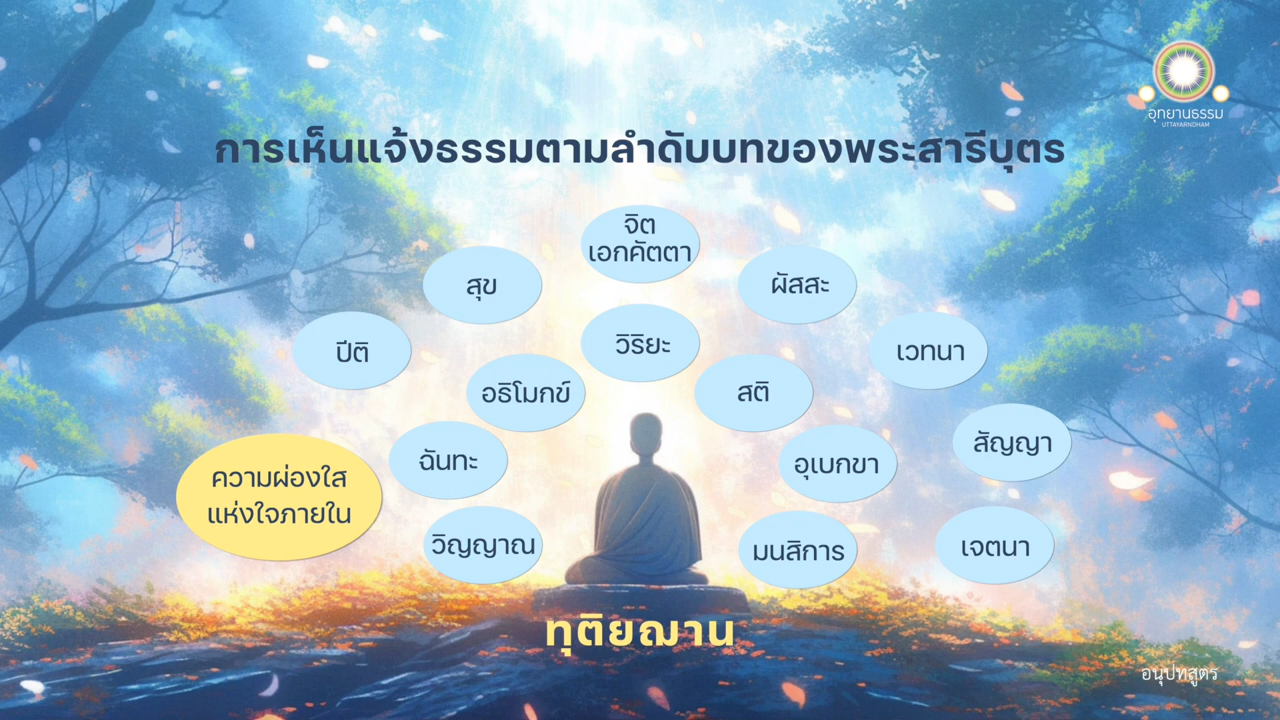 อุทยานธรรม
UTTAYARNDHAM
การเห็นแจ้งธรรมตามลำดับบทของพระสารีบุตร
จิต
เอกคัตตา
สุข
ผัสสะ
ปีติ
วิริยะ
เวทนา
อธิโมกข์
สติ
ฉันทะ
อุเบกขา
สัญญา
ความผ่องใส
แห่งใจภายใน
วิญญาณ
มนสิการ
เจตนา
ทุติยฌาน
อนุปทสูตร